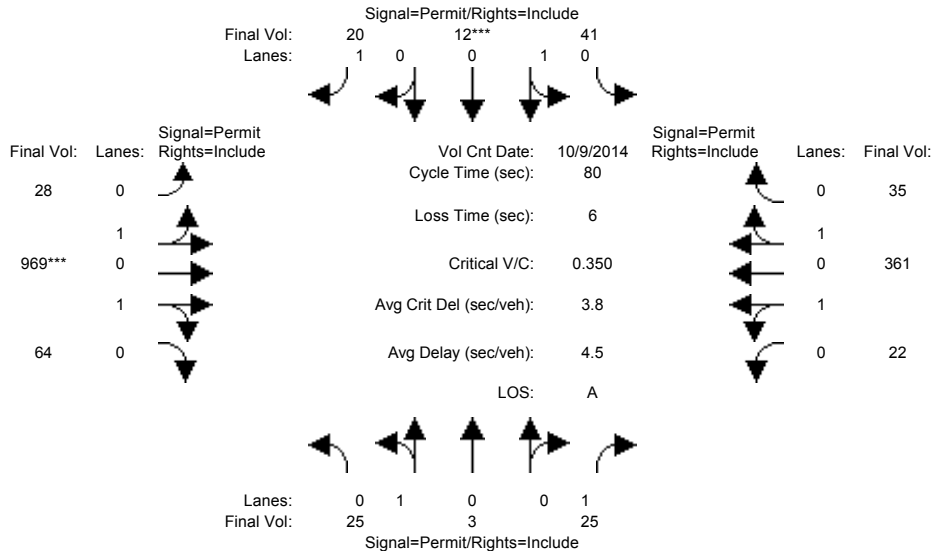 Signal=Permit/Rights=Include
Final Vol: 20 12*** 41
Lanes: 1 0 0 1 0
Signal=Permit Signal=Permit
Final Vol: Lanes: Rights=Include Vol Cnt Date: 10/9/2014 Rights=Include Lanes: Final Vol:
Cycle Time (sec): 80
28 0 0 35
Loss Time (sec): 6
1 1
969*** 0 Critical V/C: 0.350 0 361
1 Avg Crit Del (sec/veh): 3.8 1
64 0 Avg Delay (sec/veh): 4.5 0 22
LOS: A
Lanes: 0 1 0 0 1
Final Vol: 25 3 25
Signal=Permit/Rights=Include